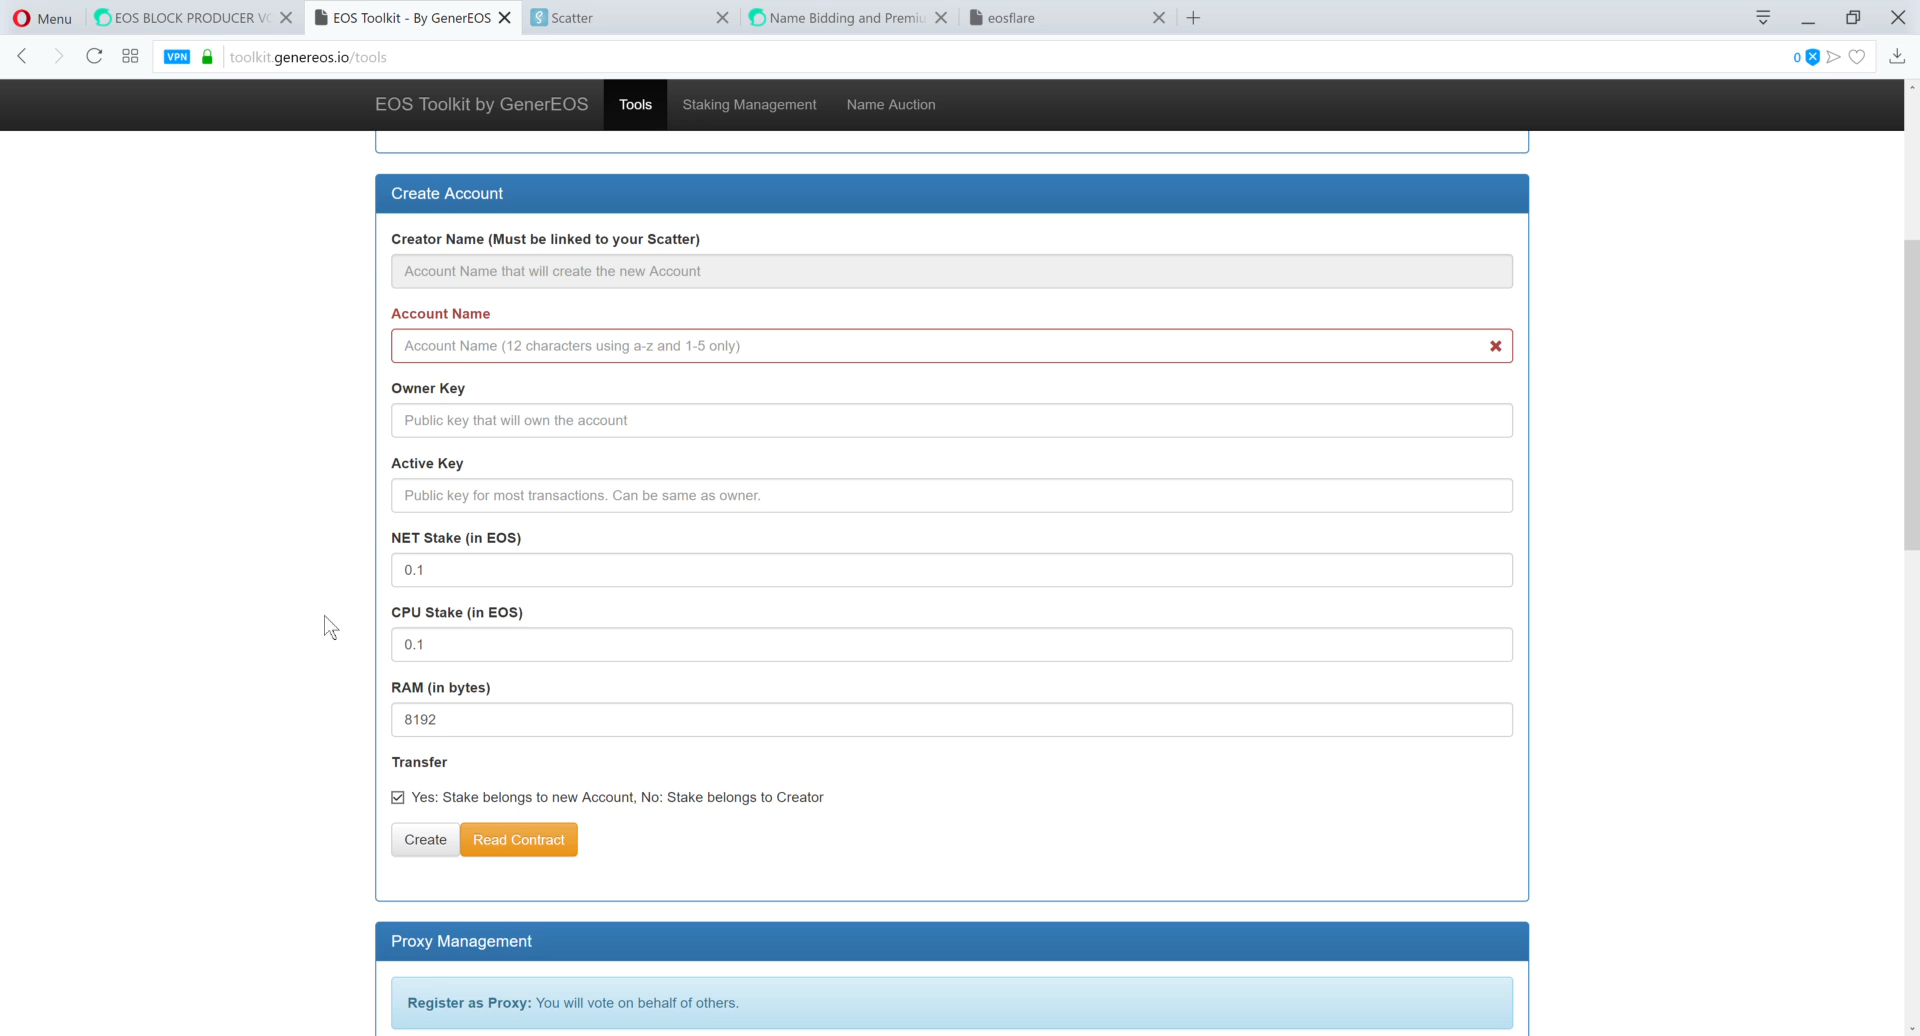 Menu
EOS BLOCK PRODUCER VO
EOS Toolkit - By GenerEOS
Scatter
Name Bidding and Premiu
eosflare
VPN
toolkit.genereos.io/tools
0
EOS Toolkit by GenerEOS
Tools
Staking Management
Name Auction
Create Account
Creator Name (Must be linked to your Scatter)
Account Name that will create the new Account
Account Name
Account Name (12 characters using a-z and 1-5 only)
Owner Key
Public key that will own the account
Active Key
Public key for most transactions. Can be same as owner.
NET Stake (in EOS)
0.1
CPU Stake (in EOS)
0.1
RAM (in bytes)
8192
Transfer
Yes: Stake belongs to new Account, No: Stake belongs to Creator
Create
Read Contract
Proxy Management
Register as Proxy: You will vote on behalf of others.